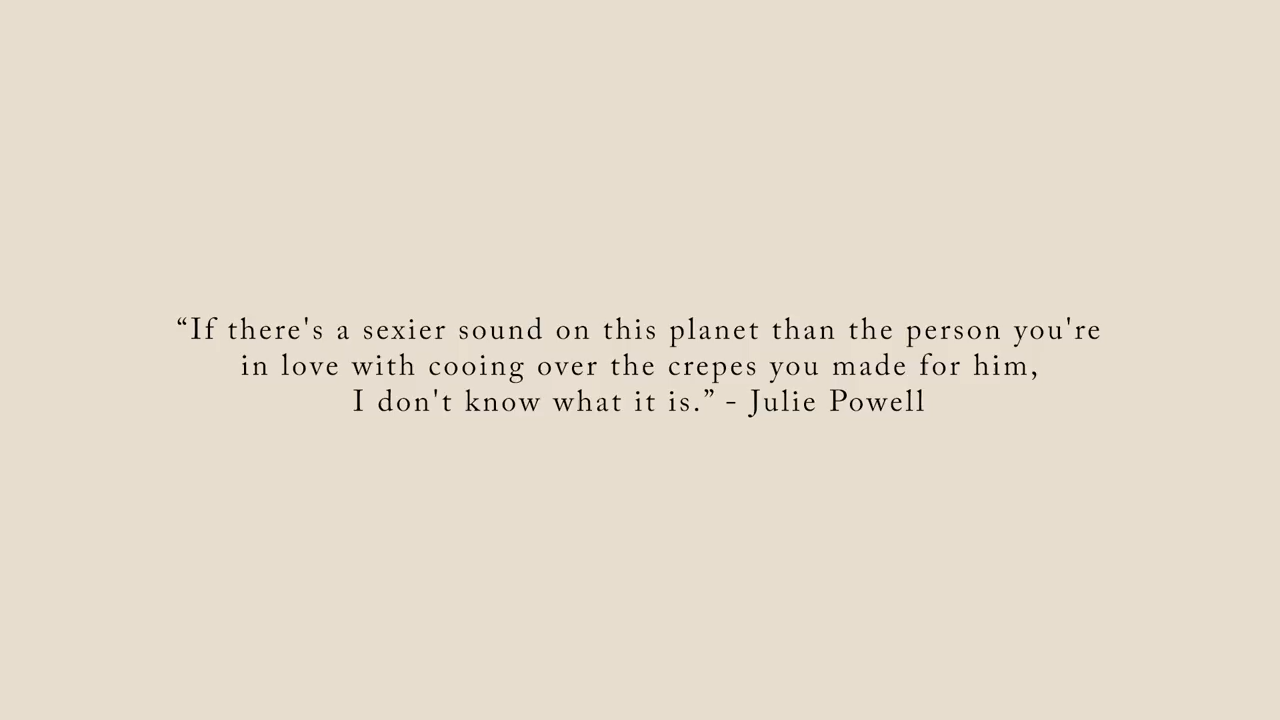 “If there's a sexier sound on this planet than the person you're
in love with cooing over the crepes you made for him,
I don't know what it is.” - Julie Powell